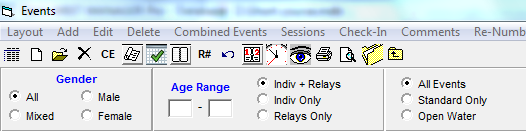 Events
Layout Add Edit Delete Combined Events Sessions Check-In Comments Re-Numb
CE R#
Gender
All Male
Mixed Female
Age Range
-
Indiv + Relays
Indiv Only
Relays Only
All Events
Standard Only
Open Water